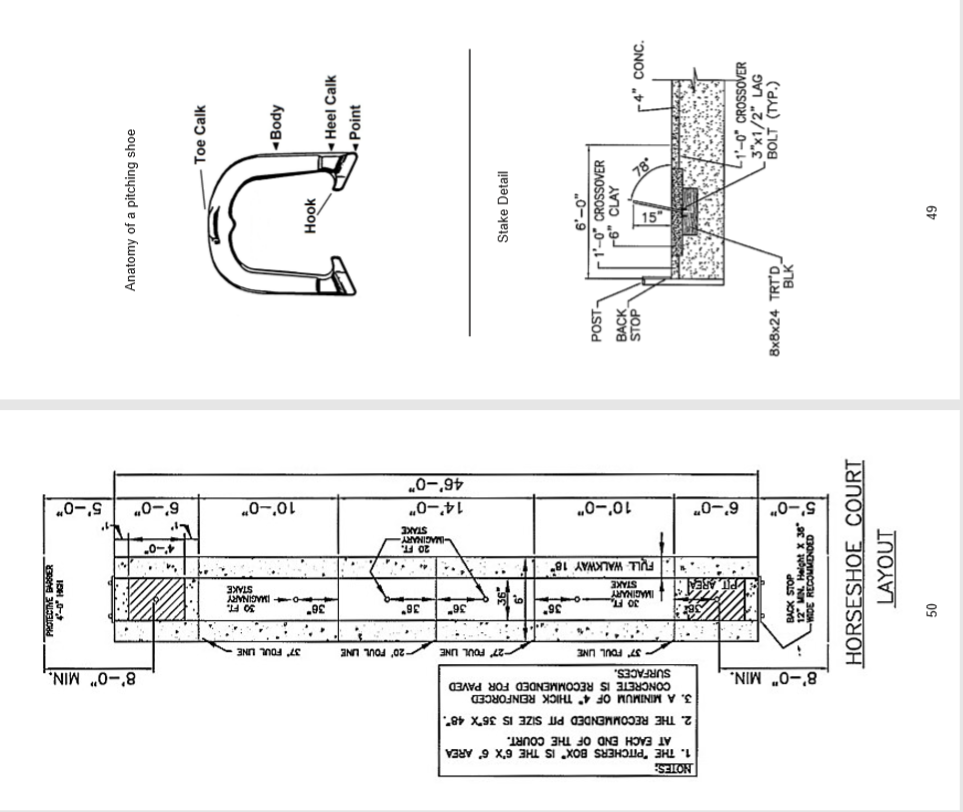 Anatomy of a pitching shoe
Toe Calk
Body
Heel Calk
Point
Hook
Stake Detail
6'-0"
1'-0" CROSSOVER
6" CLAY
4" CONC.
78°
15"
POST
BACK
STOP
1'-0" CROSSOVER
3"x1/2" LAG
BOLT (TYP.)
8x8x24 TRT'D
BLK
49
NOTES:
1. THE "PITCHERS BOX" IS THE 6'X 6' AREA
AT EACH END OF THE COURT.
2. THE RECOMMENDED PIT SIZE IS 36"X 48".
3. A MINIMUM OF 4" THICK REINFORCED
CONCRETE IS RECOMMENDED FOR PAVED
SURFACES.
8'-0" MIN.
8'-0" MIN.
37' FOUL LINE
27' FOUL LINE
20' FOUL LINE
37' FOUL LINE
PROTECTIVE BARRIER
4'-0" HIGH
BACK STOP
12" MIN. Height X 36"
WIDE RECOMMENDED
PIT AREA
36"
30 FT.
IMAGINARY
STAKE
36"
6'
36"
36"
36"
36"
30 FT.
IMAGINARY
STAKE
FULL WALKWAY 18"
20 FT.
IMAGINARY
STAKE
1'
4'-0"
1'
5'-0"
6'-0"
10'-0"
14'-0"
10'-0"
6'-0"
5'-0"
46'-0"
HORSESHOE COURT
LAYOUT
50